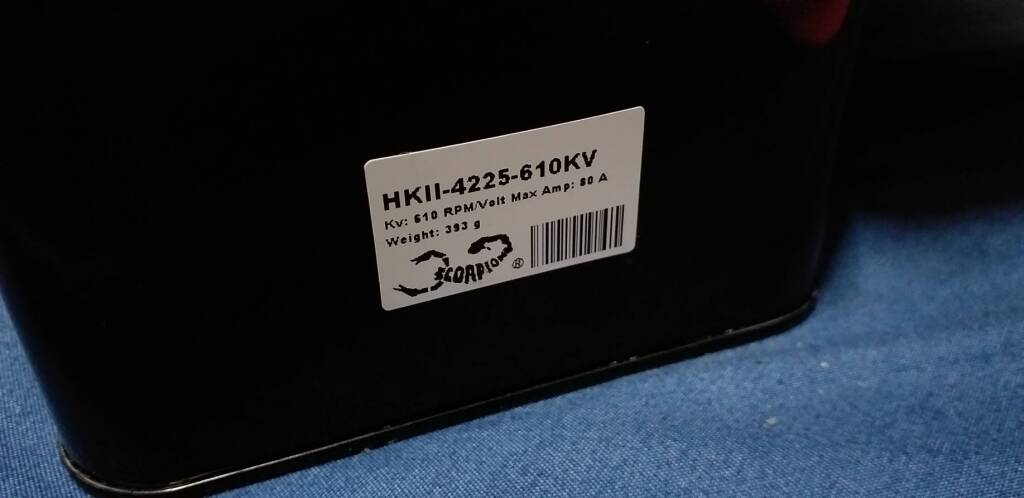 HKII-4225-610KV
Kv: 610 RPM/Volt Max Amp: 80 A
Weight: 393 g
SCORPION ®